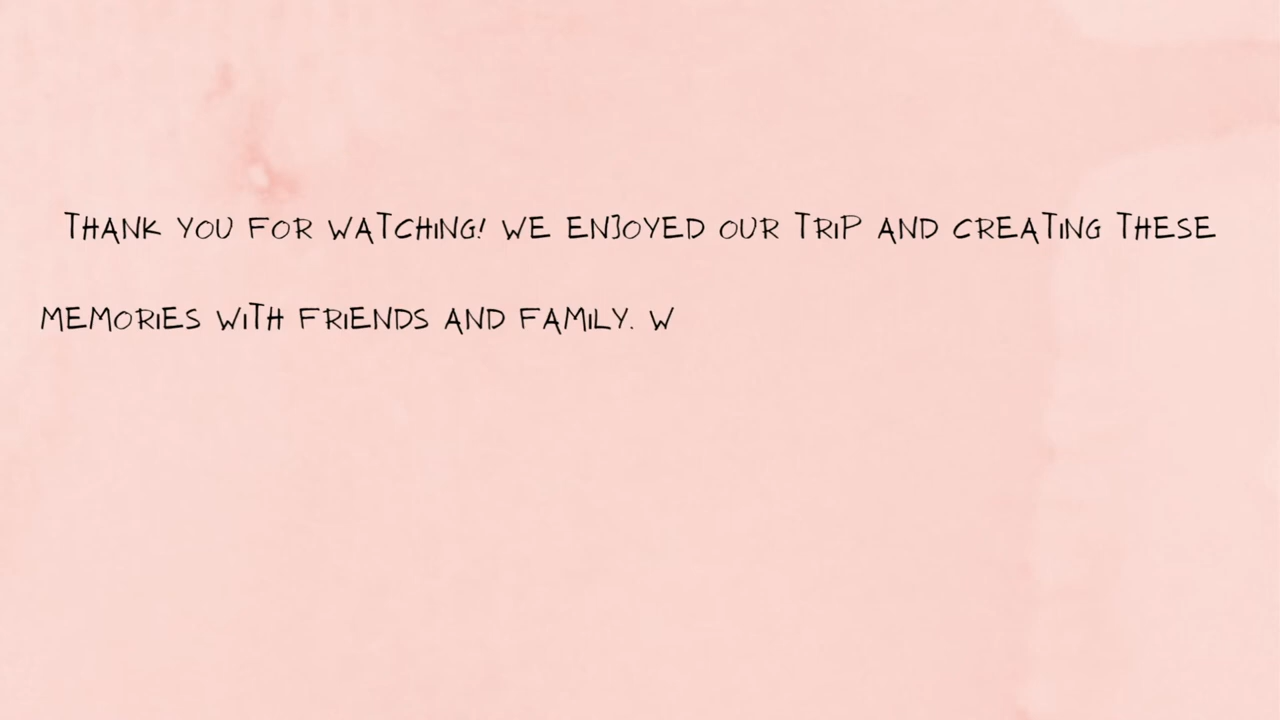 THANK YOU FOR WATCHING! WE ENJOYED OUR TRIP AND CREATING THESE
MEMORIES WITH FRIENDS AND FAMILY. W